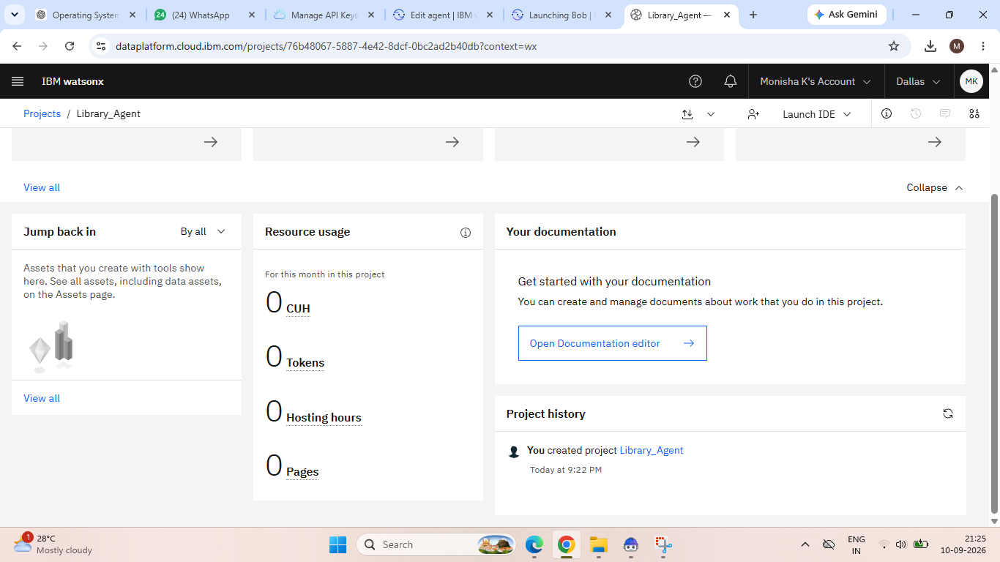 Operating System
(24) WhatsApp
Manage API Keys
Edit agent | IBM w
Launching Bob |
Library_Agent —
Ask Gemini
dataplatform.cloud.ibm.com/projects/76b48067-5887-4e42-8dcf-0bc2ad2b40db?context=wx
M
IBM watsonx
Monisha K's Account
Dallas
MK
Projects / Library_Agent
Launch IDE
View all
Collapse
Jump back in
By all
Assets that you create with tools show
here. See all assets, including data assets,
on the Assets page.
View all
Resource usage
For this month in this project
0 CUH
0 Tokens
0 Hosting hours
0 Pages
Your documentation
Get started with your documentation
You can create and manage documents about work that you do in this project.
Open Documentation editor
Project history
You created project Library_Agent
Today at 9:22 PM
1
28°C
Mostly cloudy
Search
ENG
IN
21:25
10-09-2026